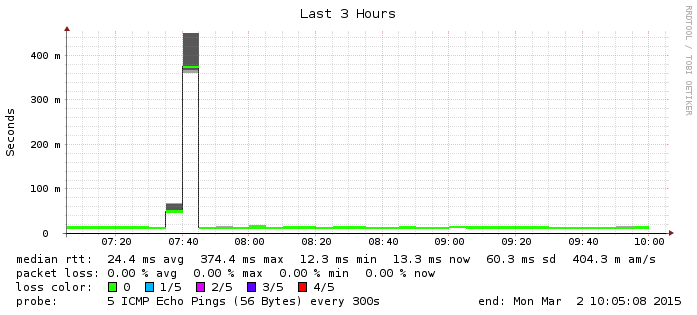 Last 3 Hours
RRDTOOL / TOBI OETIKER
Seconds
400 m
300 m
200 m
100 m
0
07:20 07:40 08:00 08:20 08:40 09:00 09:20 09:40 10:00
median rtt: 24.4 ms avg 374.4 ms max 12.3 ms min 13.3 ms now 60.3 ms sd 404.3 m am/s
packet loss: 0.00 % avg 0.00 % max 0.00 % min 0.00 % now
loss color: 0 1/5 2/5 3/5 4/5
probe: 5 ICMP Echo Pings (56 Bytes) every 300s end: Mon Mar 2 10:05:08 2015